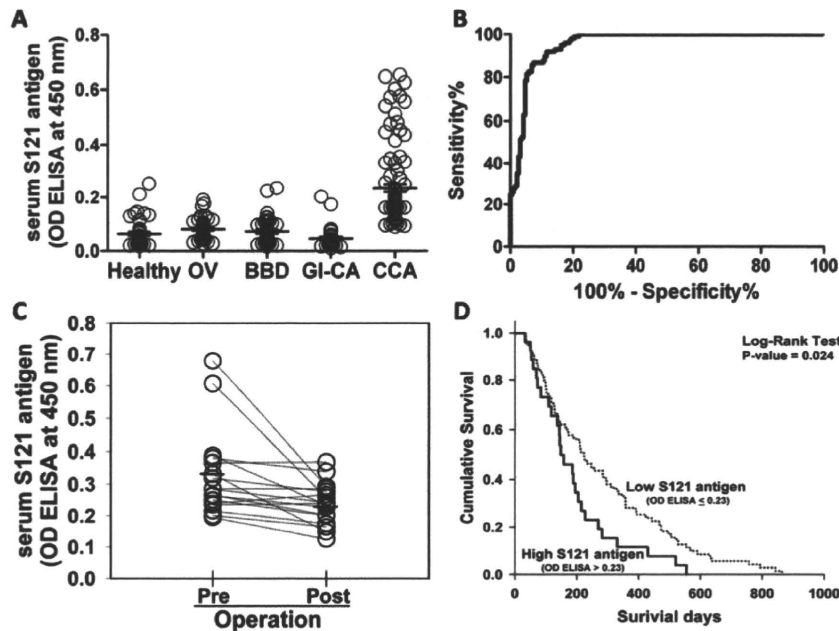 A
serum S121 antigen
(OD ELISA at 450 nm)
0.8
0.6
0.4
0.2
0.0
Healthy OV BBD GI-CA CCA
B
Sensitivity%
100
80
60
40
20
100
0 20 40 60 80 100
100% - Specificity%
C
serum S121 antigen
(OD ELISA at 450 nm)
0.8
0.7
0.6
0.5
0.4
0.3
0.2
0.1
0.0
Pre Post
Operation
D
Cumulative Survival
1.0
0.8
0.6
0.4
0.2
0.0
Log-Rank Test
P-value = 0.024
Low S121 antigen
(OD ELISA ≤ 0.23)
High S121 antigen
(OD ELISA > 0.23)
0 200 400 600 800 1000
Surivial days